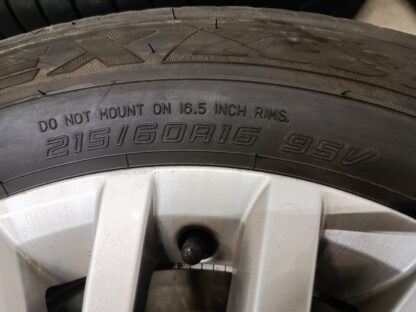 DO NOT MOUNT ON 16.5 INCH RIMS.
215/60R16 95V